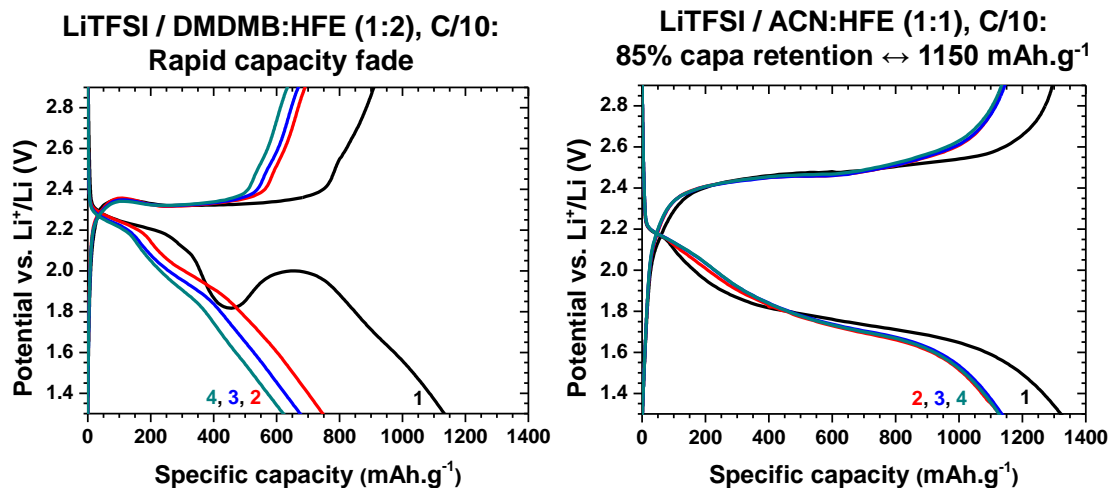 LiTFSI / DMDMB:HFE (1:2), C/10:
Rapid capacity fade
2.8
2.6
2.4
2.2
2.0
1.8
1.6
1.4
Potential vs. Li⁺/Li (V)
4, 3, 2
1
0 200 400 600 800 1000 1200 1400
Specific capacity (mAh.g⁻¹)
LiTFSI / ACN:HFE (1:1), C/10:
85% capa retention ↔ 1150 mAh.g⁻¹
2.8
2.6
2.4
2.2
2.0
1.8
1.6
1.4
Potential vs. Li⁺/Li (V)
2, 3, 4
1
0 200 400 600 800 1000 1200 1400
Specific capacity (mAh.g⁻¹)